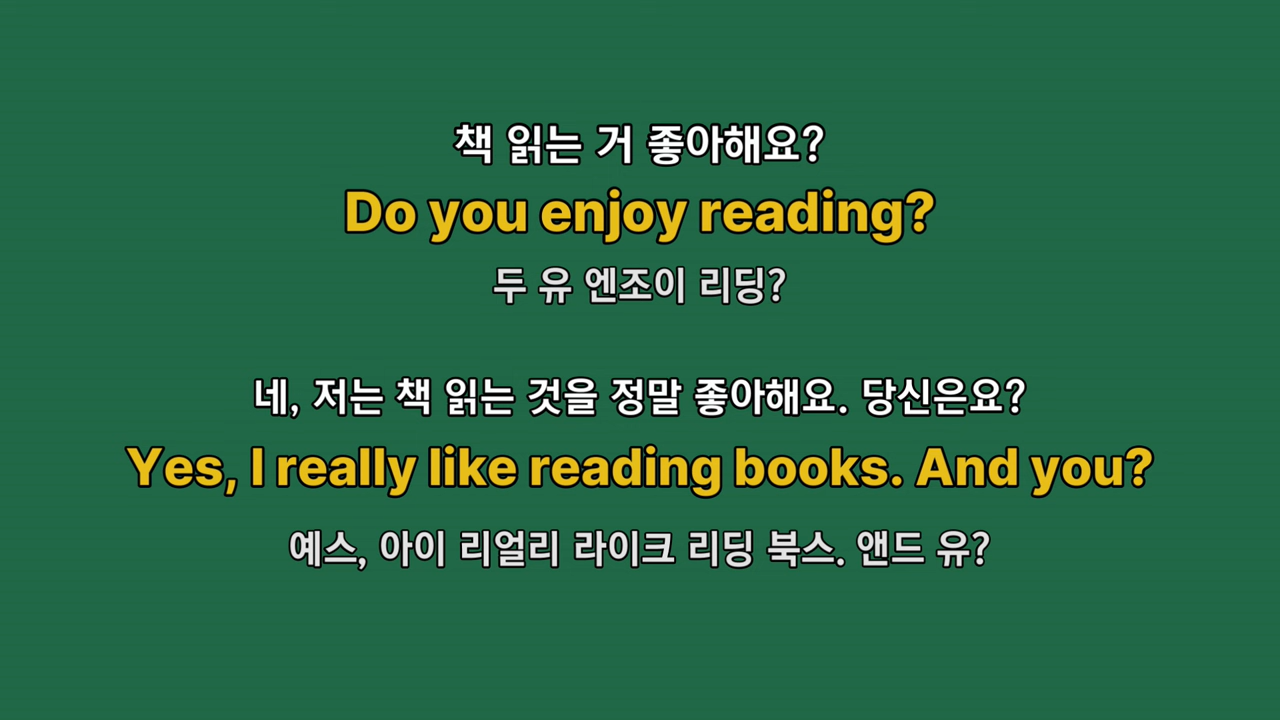 책 읽는 거 좋아해요?
Do you enjoy reading?
두 유 엔조이 리딩?
네, 저는 책 읽는 것을 정말 좋아해요. 당신은요?
Yes, I really like reading books. And you?
예스, 아이 리얼리 라이크 리딩 북스. 앤드 유?